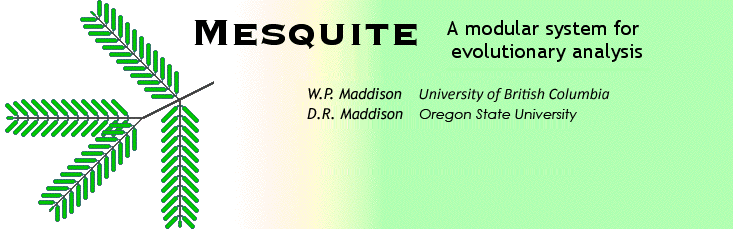 MESQUITE
A modular system for
evolutionary analysis
W.P. Maddison University of British Columbia
D.R. Maddison Oregon State University